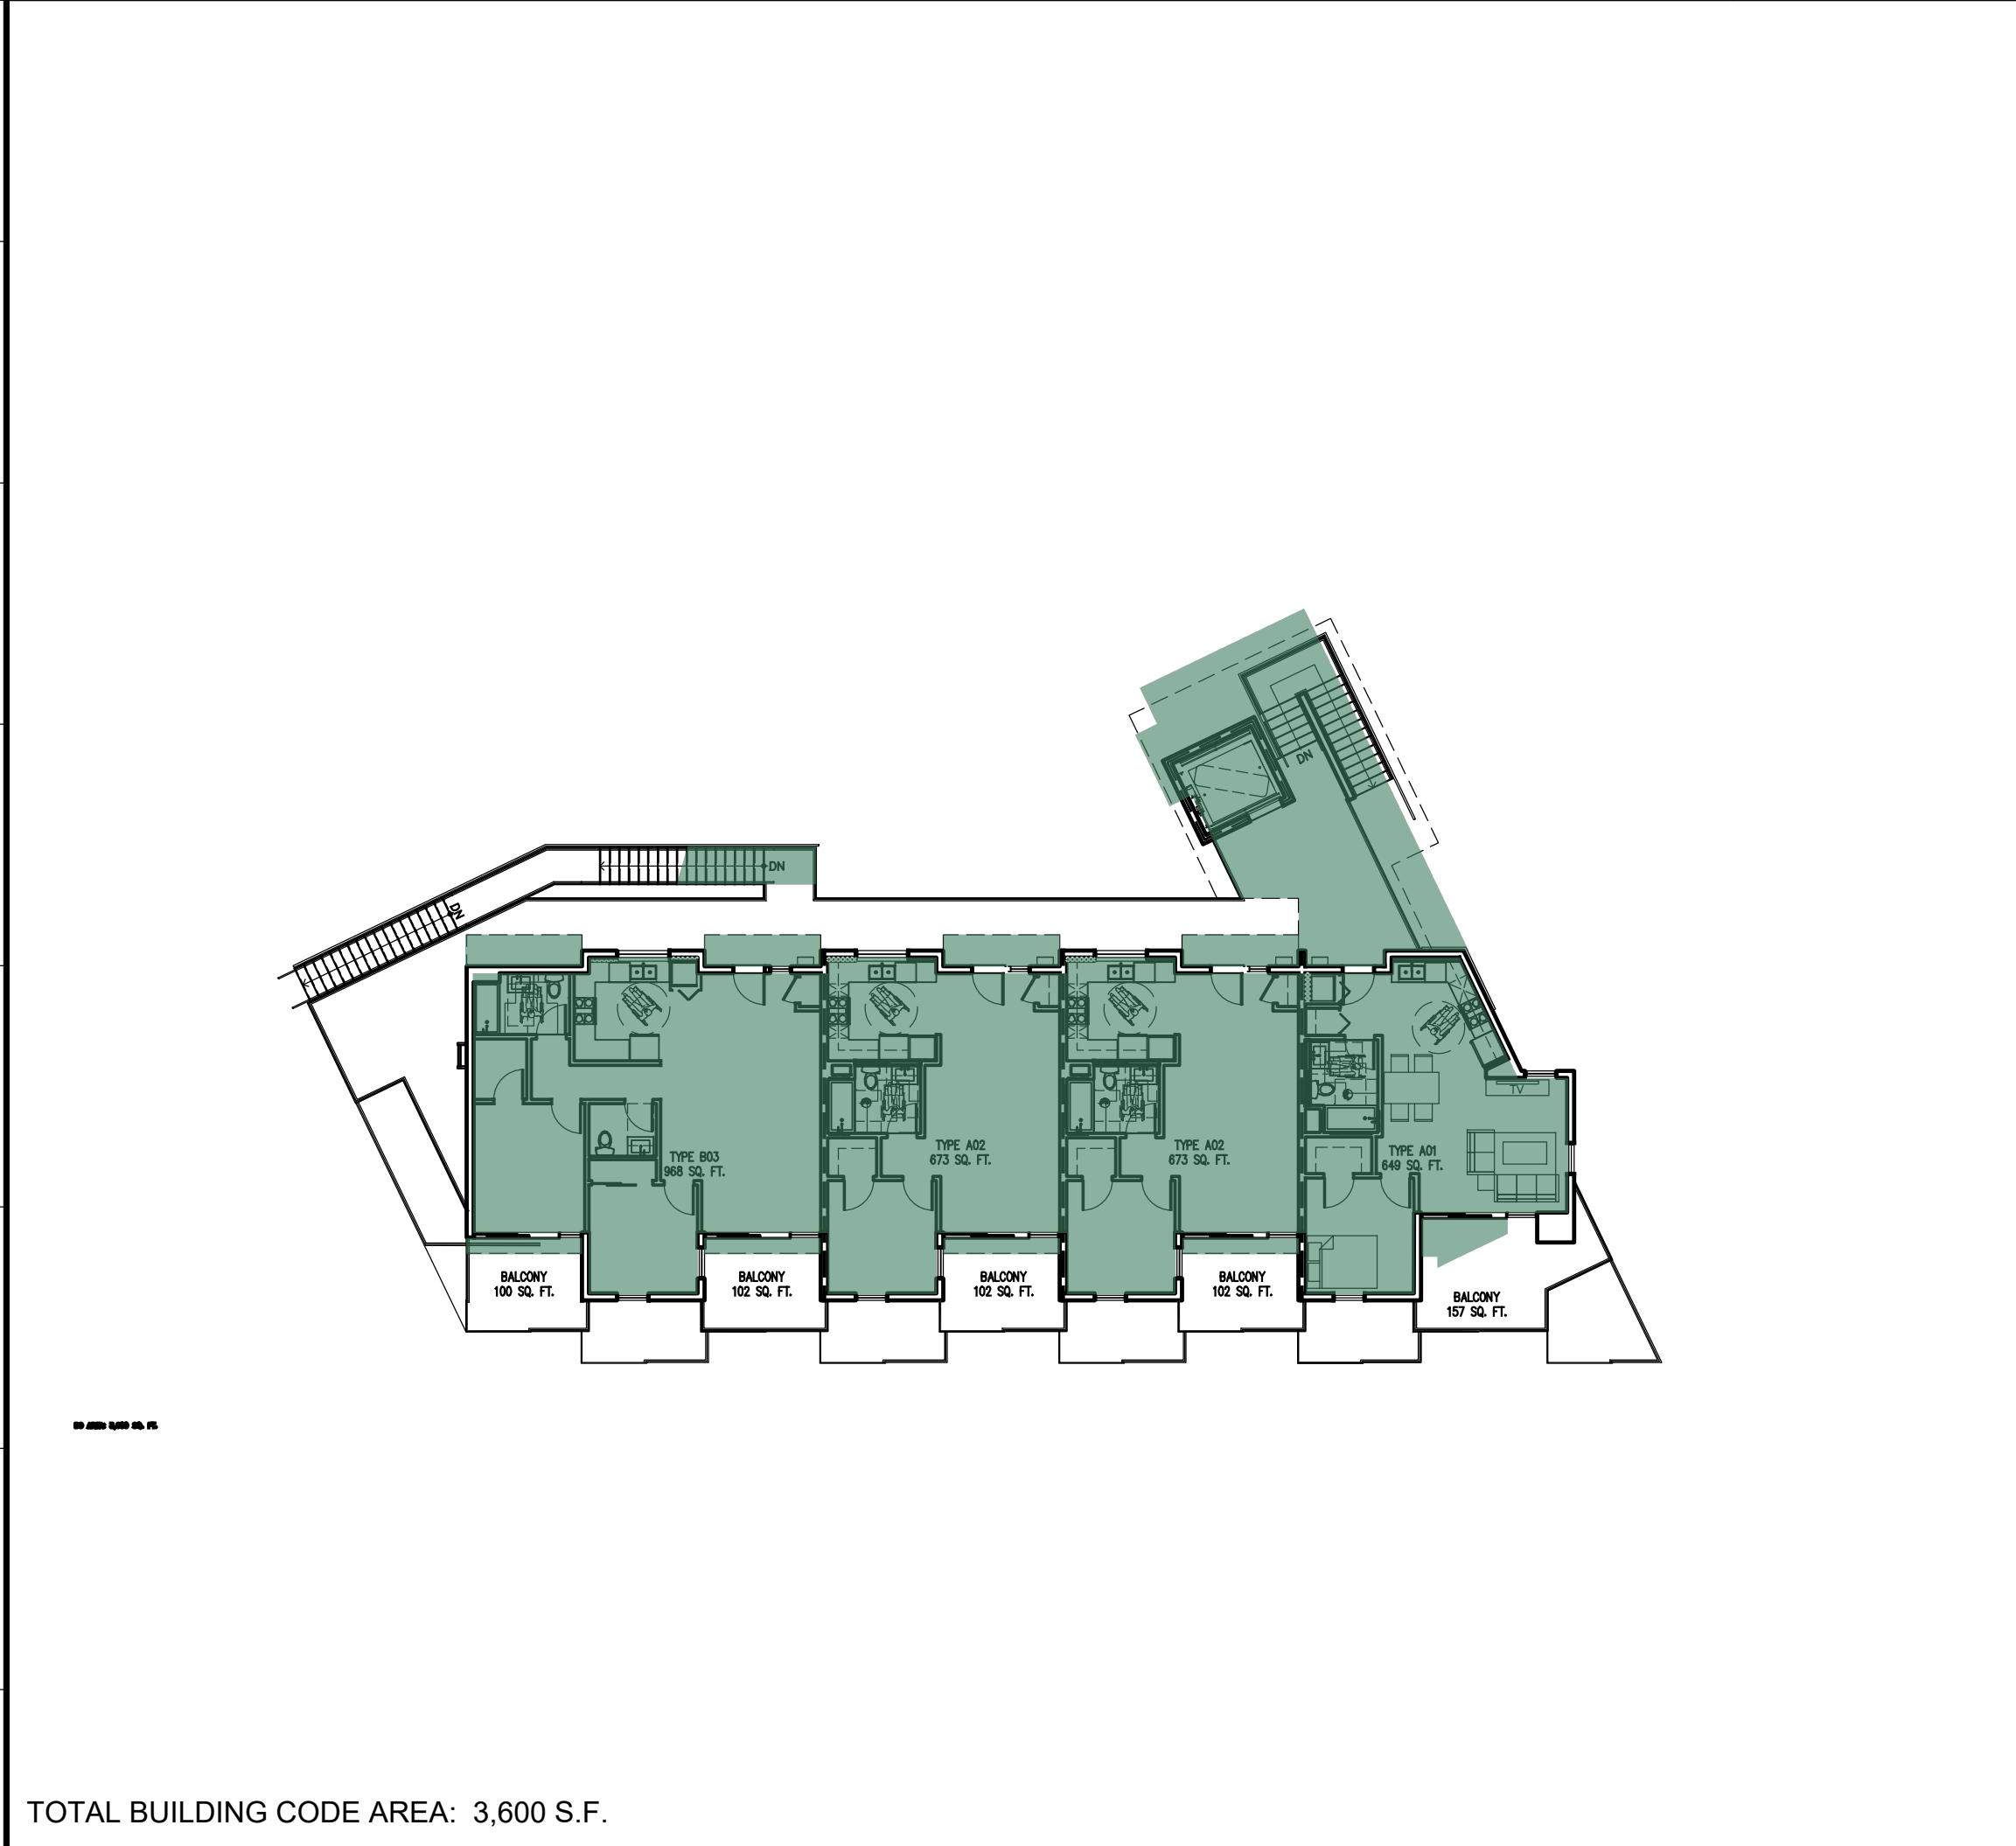 DN
DN
DN
TYPE A02
673 SQ. FT.
TYPE A02
673 SQ. FT.
TYPE A01
649 SQ. FT.
TYPE B03
968 SQ. FT.
TV
BALCONY
100 SQ. FT.
BALCONY
102 SQ. FT.
BALCONY
102 SQ. FT.
BALCONY
102 SQ. FT.
BALCONY
157 SQ. FT.
SQ. FT.
TOTAL BUILDING CODE AREA: 3,600 S.F.